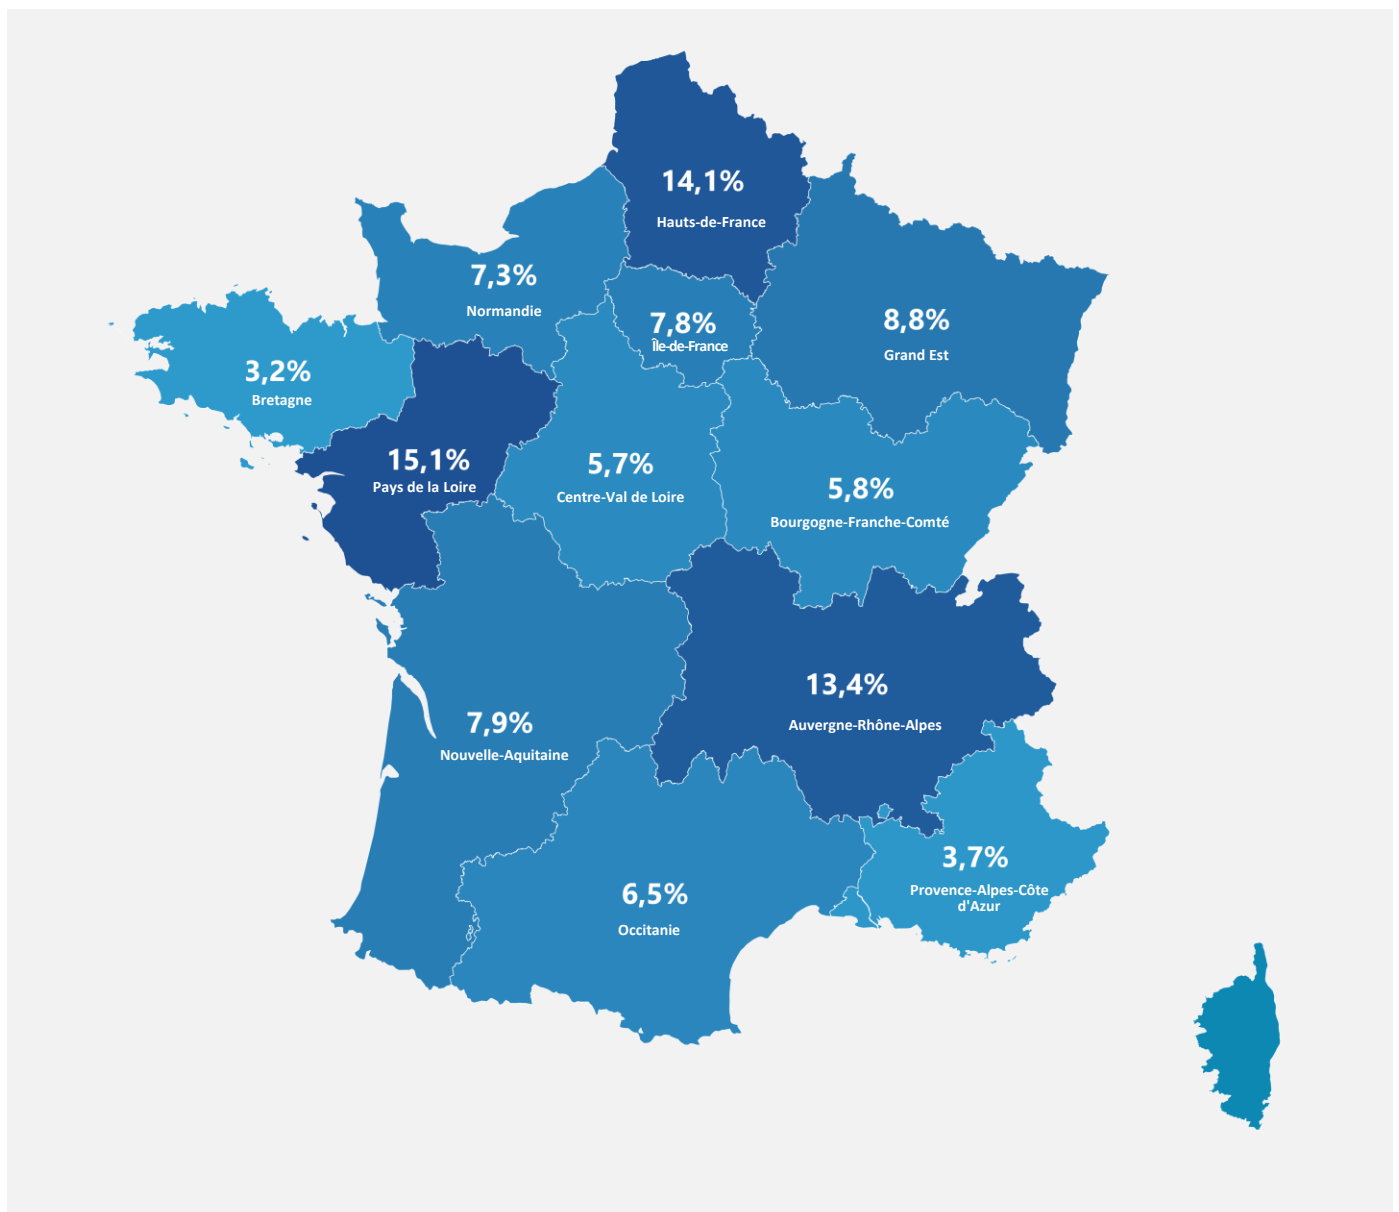 14,1%
Hauts-de-France
7,3%
Normandie
7,8%
Île-de-France
8,8%
Grand Est
3,2%
Bretagne
15,1%
Pays de la Loire
5,7%
Centre-Val de Loire
5,8%
Bourgogne-Franche-Comté
13,4%
Auvergne-Rhône-Alpes
7,9%
Nouvelle-Aquitaine
3,7%
Provence-Alpes-Côte
d'Azur
6,5%
Occitanie